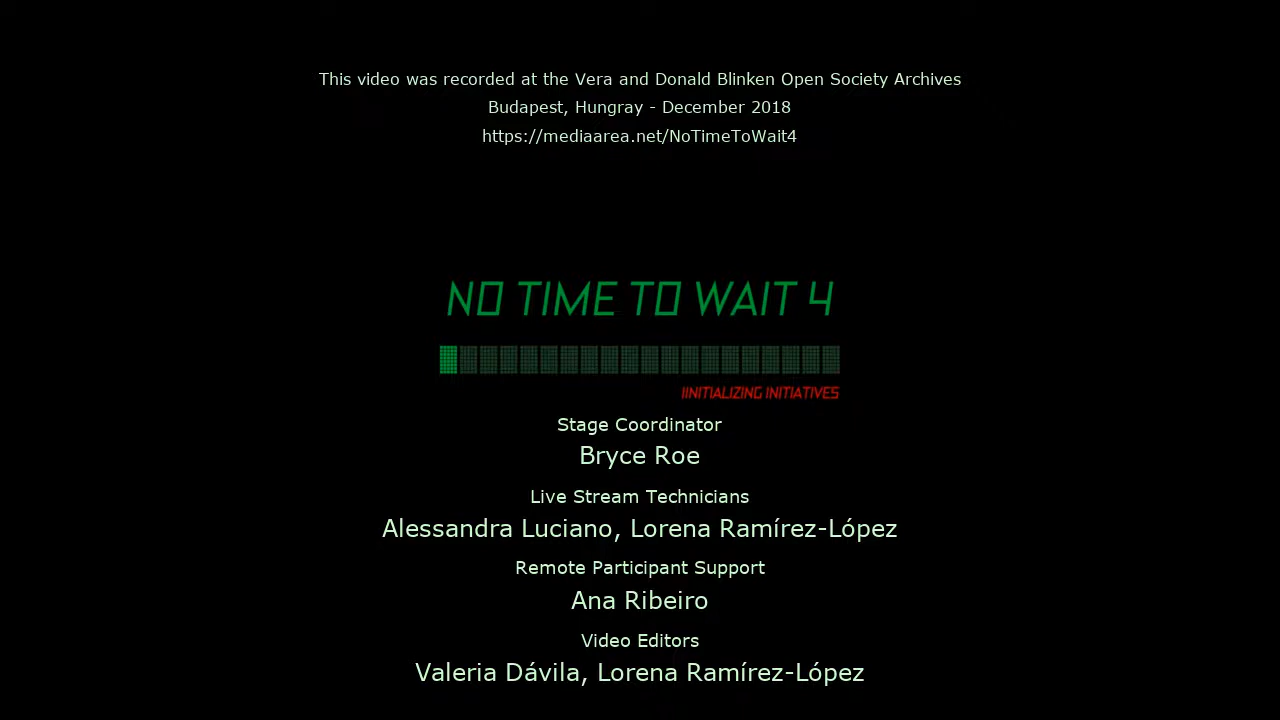 This video was recorded at the Vera and Donald Blinken Open Society Archives
Budapest, Hungray - December 2018
https://mediaarea.net/NoTimeToWait4
NO TIME TO WAIT 4
IINITIALIZING INITIATIVES
Stage Coordinator
Bryce Roe
Live Stream Technicians
Alessandra Luciano, Lorena Ramírez-López
Remote Participant Support
Ana Ribeiro
Video Editors
Valeria Dávila, Lorena Ramírez-López